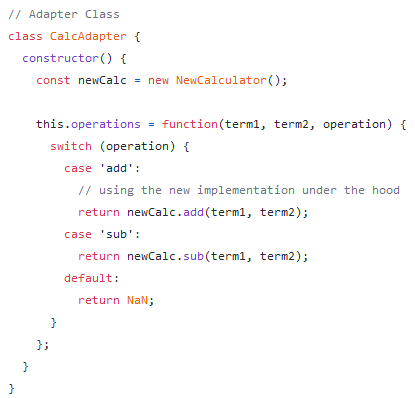 // Adapter Class
class CalcAdapter {
  constructor() {
    const newCalc = new NewCalculator();

    this.operations = function(term1, term2, operation) {
      switch (operation) {
        case 'add':
          // using the new implementation under the hood
          return newCalc.add(term1, term2);
        case 'sub':
          return newCalc.sub(term1, term2);
        default:
          return NaN;
      }
    };
  }
}